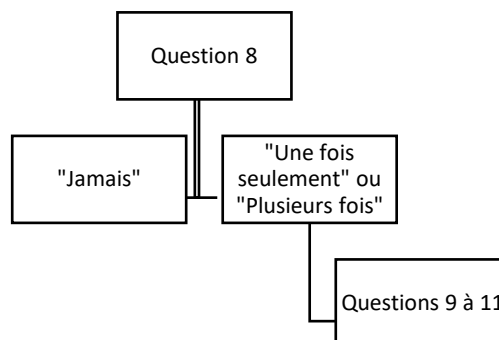 Question 8
"Jamais"
"Une fois
seulement" ou
"Plusieurs fois"
Questions 9 à 11